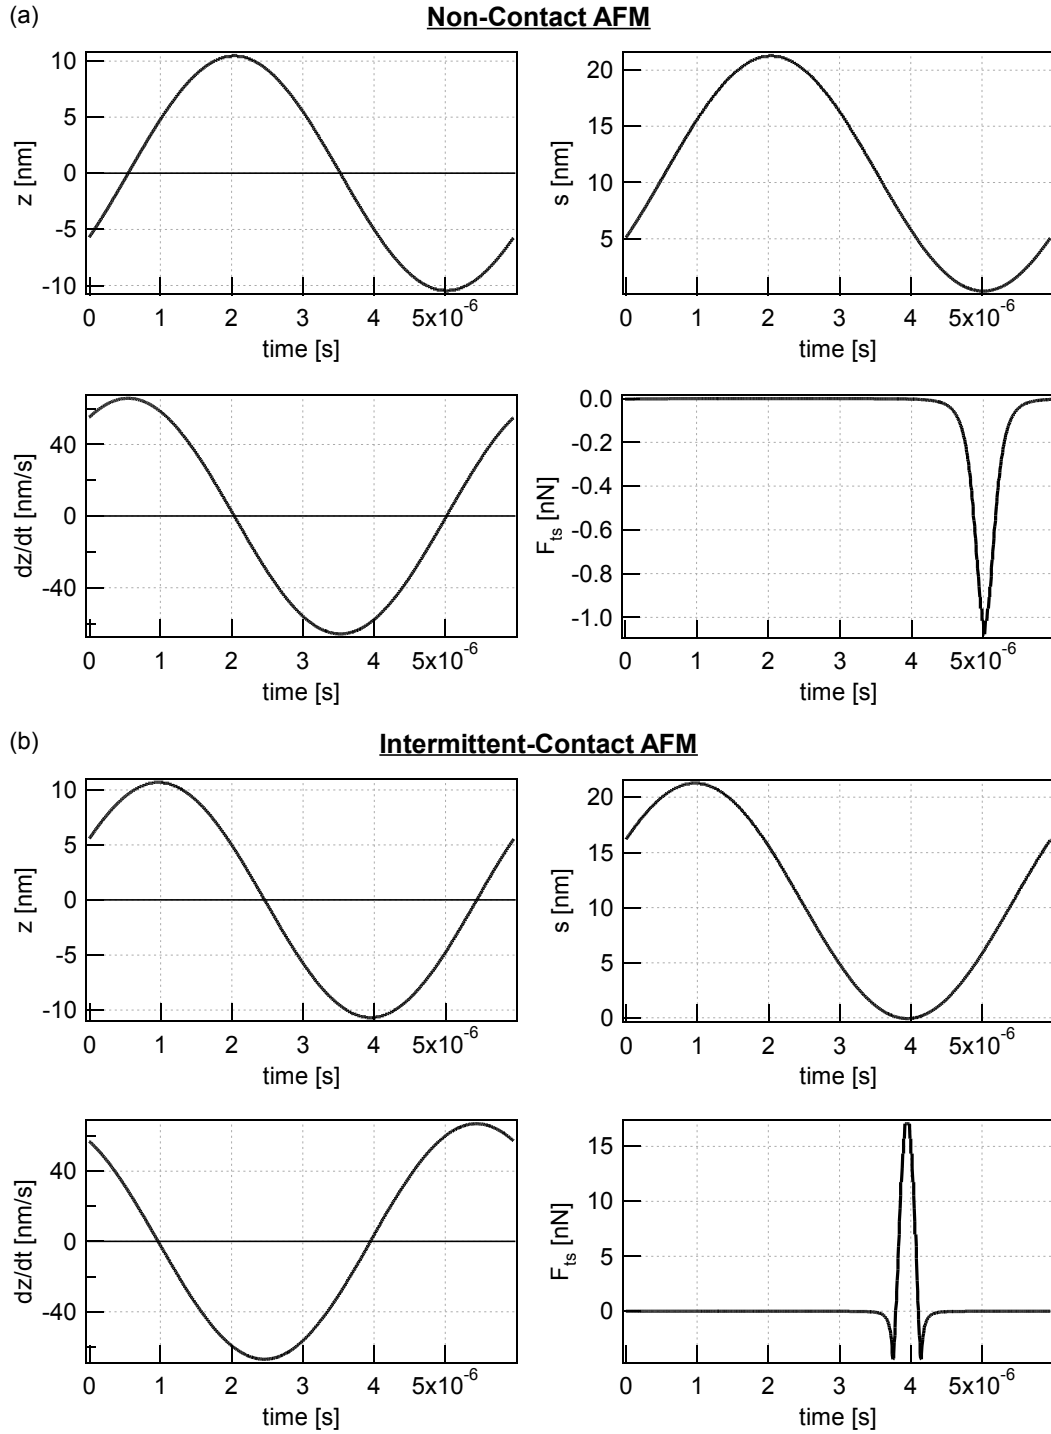 (a)
Non-Contact AFM
10
5
0
-5
-10
z [nm]
0 1 2 3 4 5x10⁻⁶
time [s]
20
15
10
5
s [nm]
0 1 2 3 4 5x10⁻⁶
time [s]
40
0
-40
dz/dt [nm/s]
0 1 2 3 4 5x10⁻⁶
time [s]
0.0
-0.2
-0.4
-0.6
-0.8
-1.0
Fts [nN]
0 1 2 3 4 5x10⁻⁶
time [s]
(b)
Intermittent-Contact AFM
10
5
0
-5
-10
z [nm]
0 1 2 3 4 5x10⁻⁶
time [s]
20
15
10
5
0
s [nm]
0 1 2 3 4 5x10⁻⁶
time [s]
40
0
-40
dz/dt [nm/s]
0 1 2 3 4 5x10⁻⁶
time [s]
15
10
5
0
Fts [nN]
0 1 2 3 4 5x10⁻⁶
time [s]